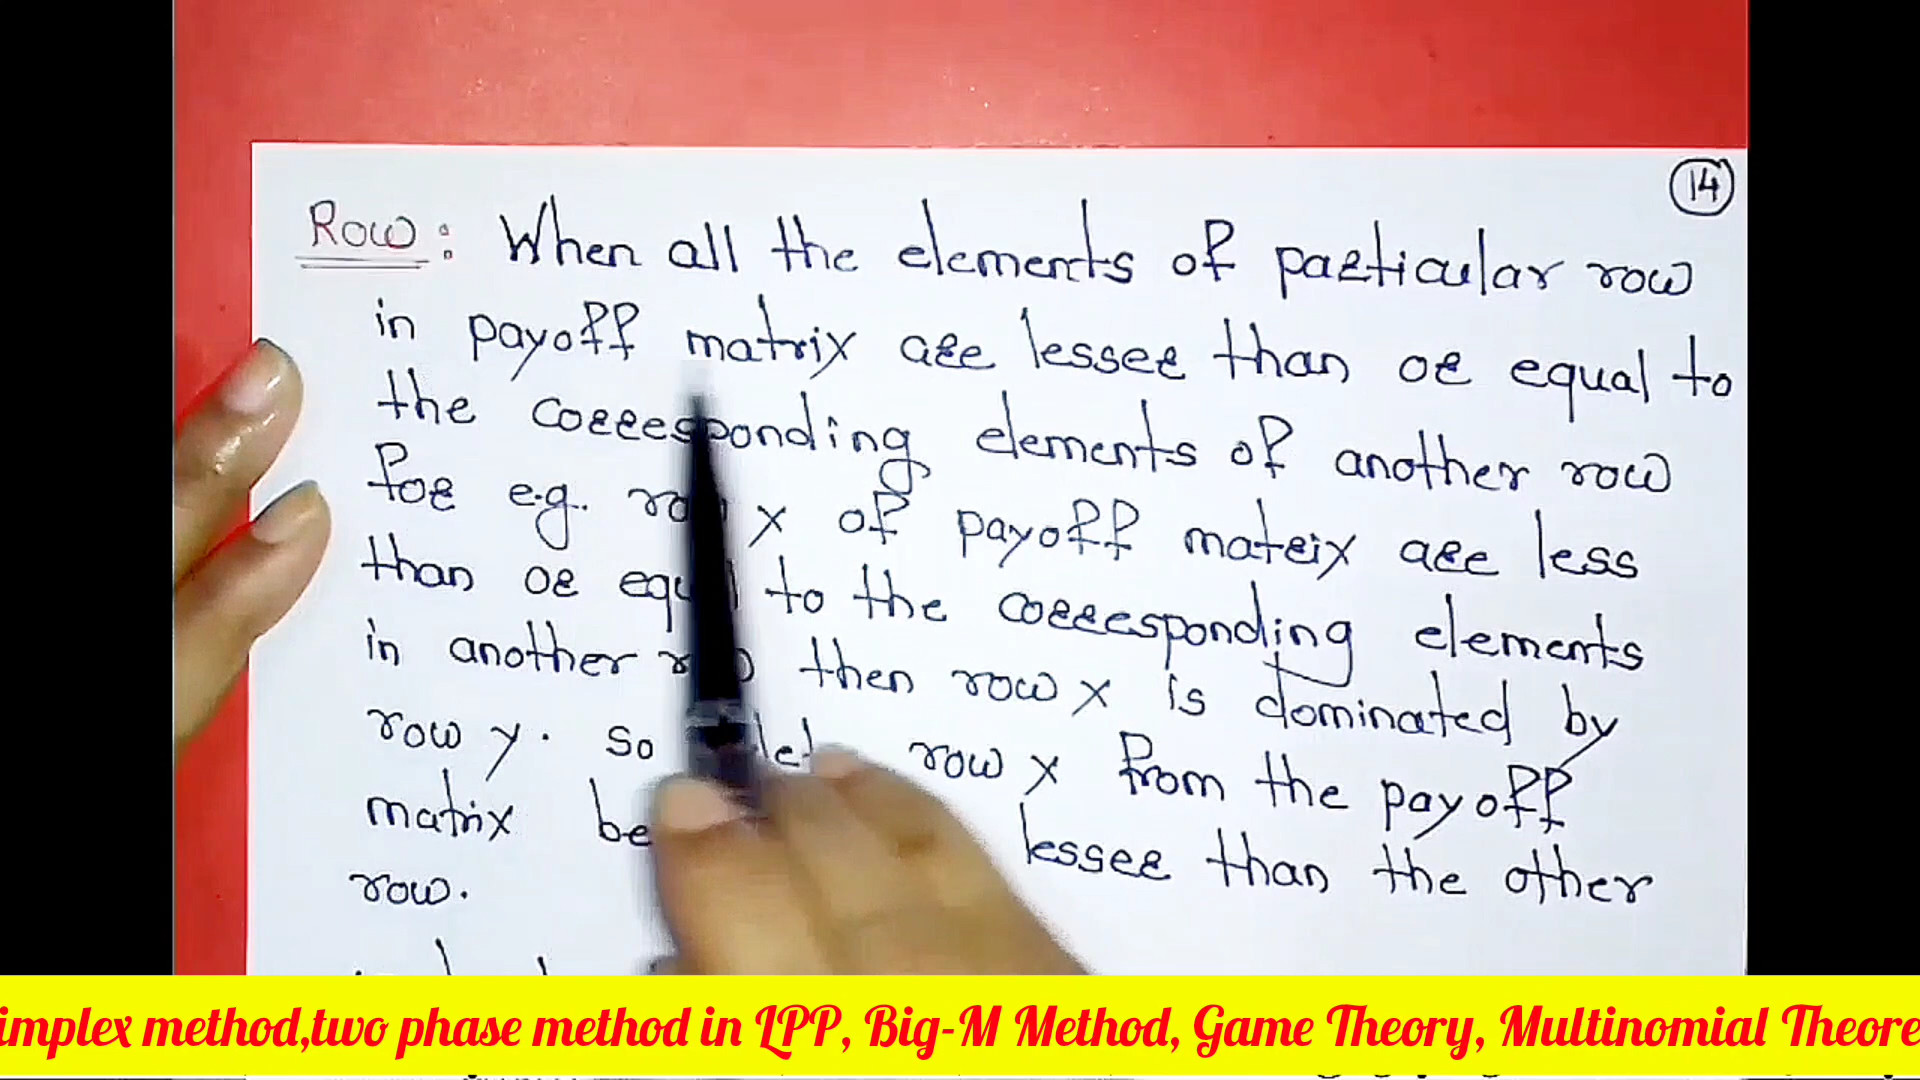 14
Row: When all the elements of particular row
in payoff matrix are lesser than or equal to
the corresponding elements of another row
for e.g. row x of payoff matrix are less
than or equal to the corresponding elements
in another row then row x is dominated by
row y. so row x from the payoff
matrix lesser than the other
row.
implex method,two phase method in LPP, Big-M Method, Game Theory, Multinomial Theore